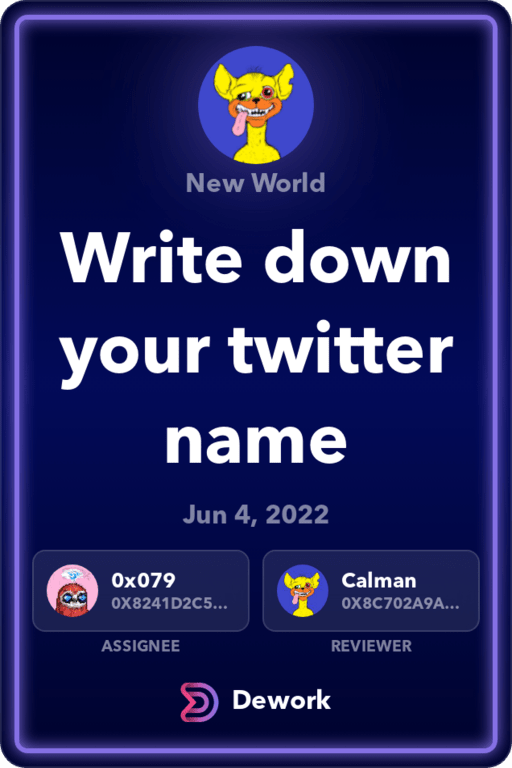 New World
Write down
your twitter
name
Jun 4, 2022
0x079
0X8241D2C5...
Calman
0X8C702A9A...
ASSIGNEE
REVIEWER
Dework